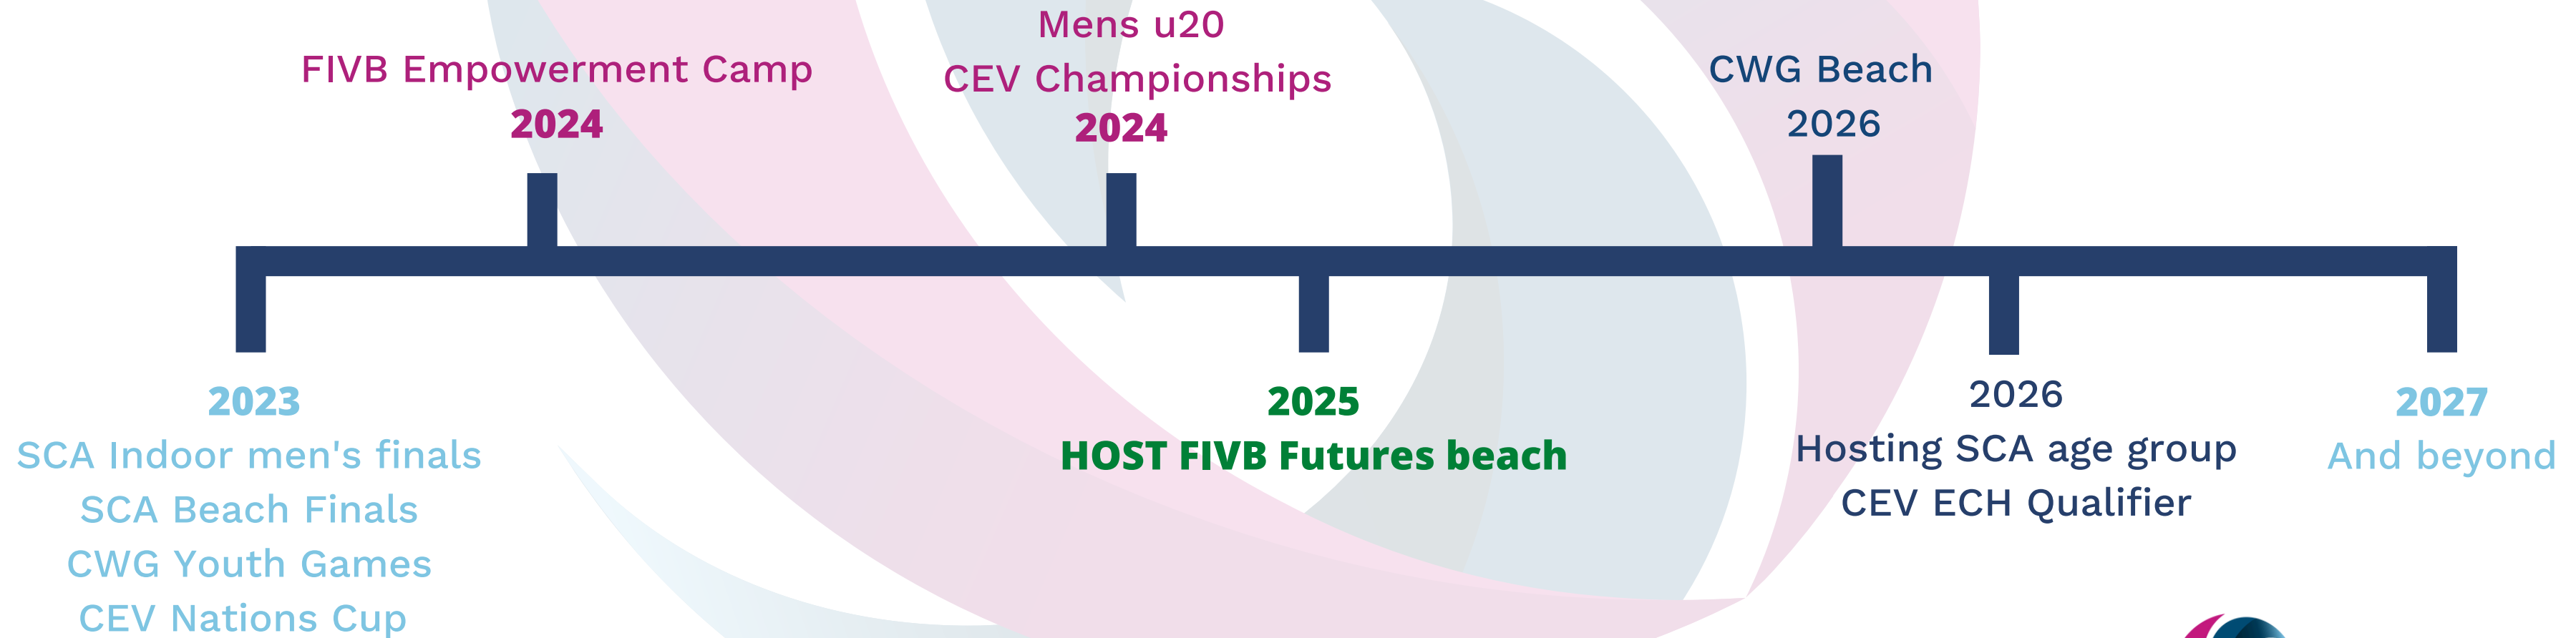 FIVB Empowerment Camp
2024
Mens u20
CEV Championships
2024
CWG Beach
2026
2023
SCA Indoor men's finals
SCA Beach Finals
CWG Youth Games
CEV Nations Cup
2025
HOST FIVB Futures beach
2026
Hosting SCA age group
CEV ECH Qualifier
2027
And beyond